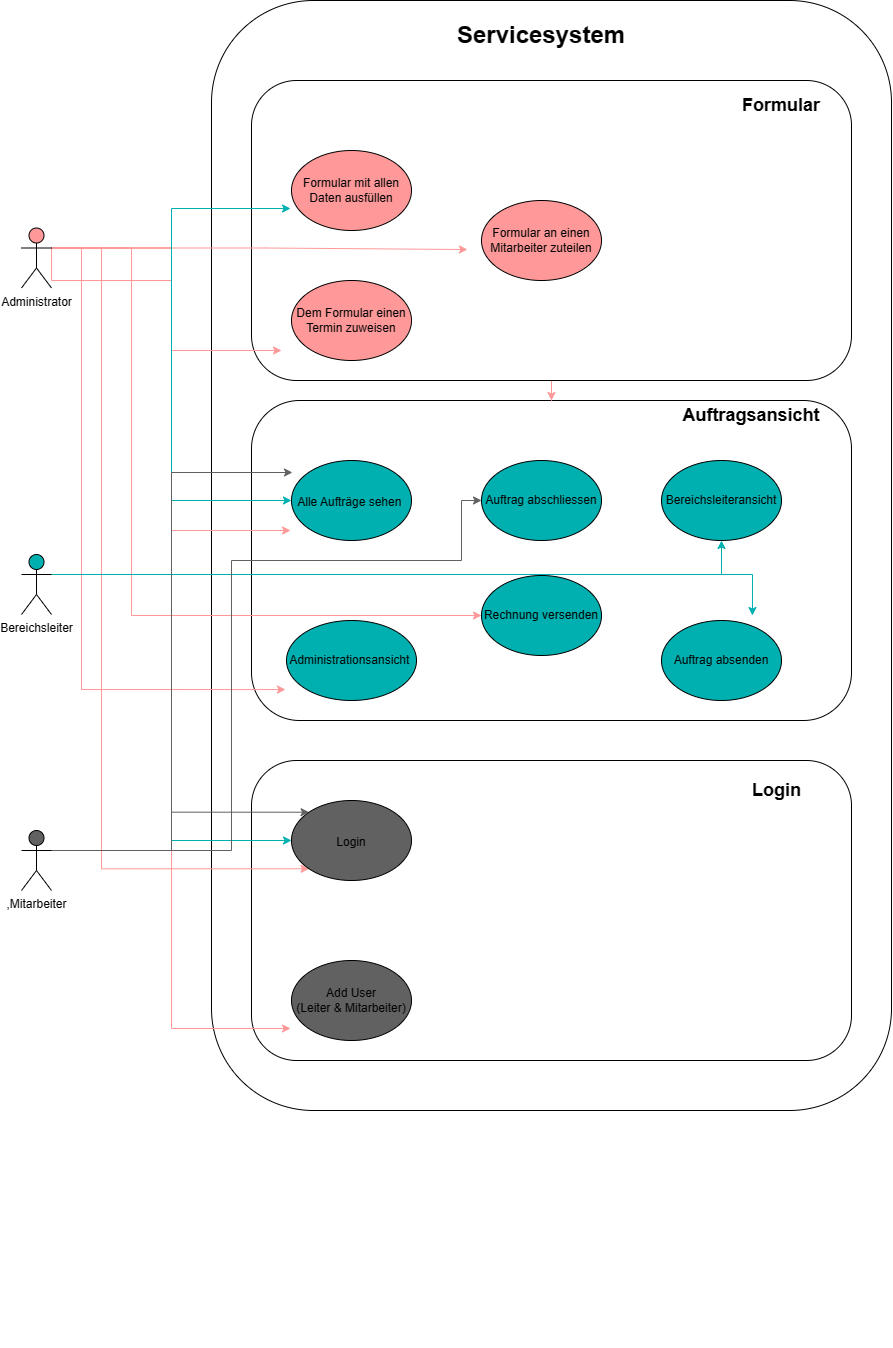 Servicesystem
Formular
Formular mit allen
Daten ausfüllen
Formular an einen
Mitarbeiter zuteilen
Administrator
Dem Formular einen
Termin zuweisen
Auftragsansicht
Alle Aufträge sehen
Auftrag abschliessen
Bereichsleiteransicht
Bereichsleiter
Rechnung versenden
Administrationsansicht
Auftrag absenden
Login
Login
,Mitarbeiter
Add User
(Leiter & Mitarbeiter)